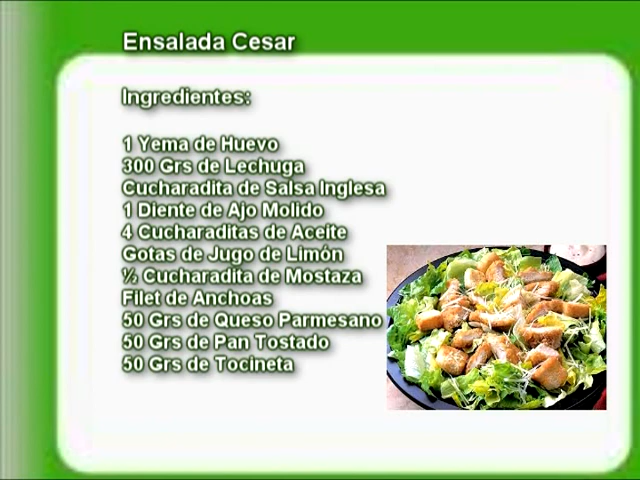 Ensalada Cesar
Ingredientes:
1 Yema de Huevo
300 Grs de Lechuga
Cucharadita de Salsa Inglesa
1 Diente de Ajo Molido
4 Cucharaditas de Aceite
Gotas de Jugo de Limón
½ Cucharadita de Mostaza
Filet de Anchoas
50 Grs de Queso Parmesano
50 Grs de Pan Tostado
50 Grs de Tocineta